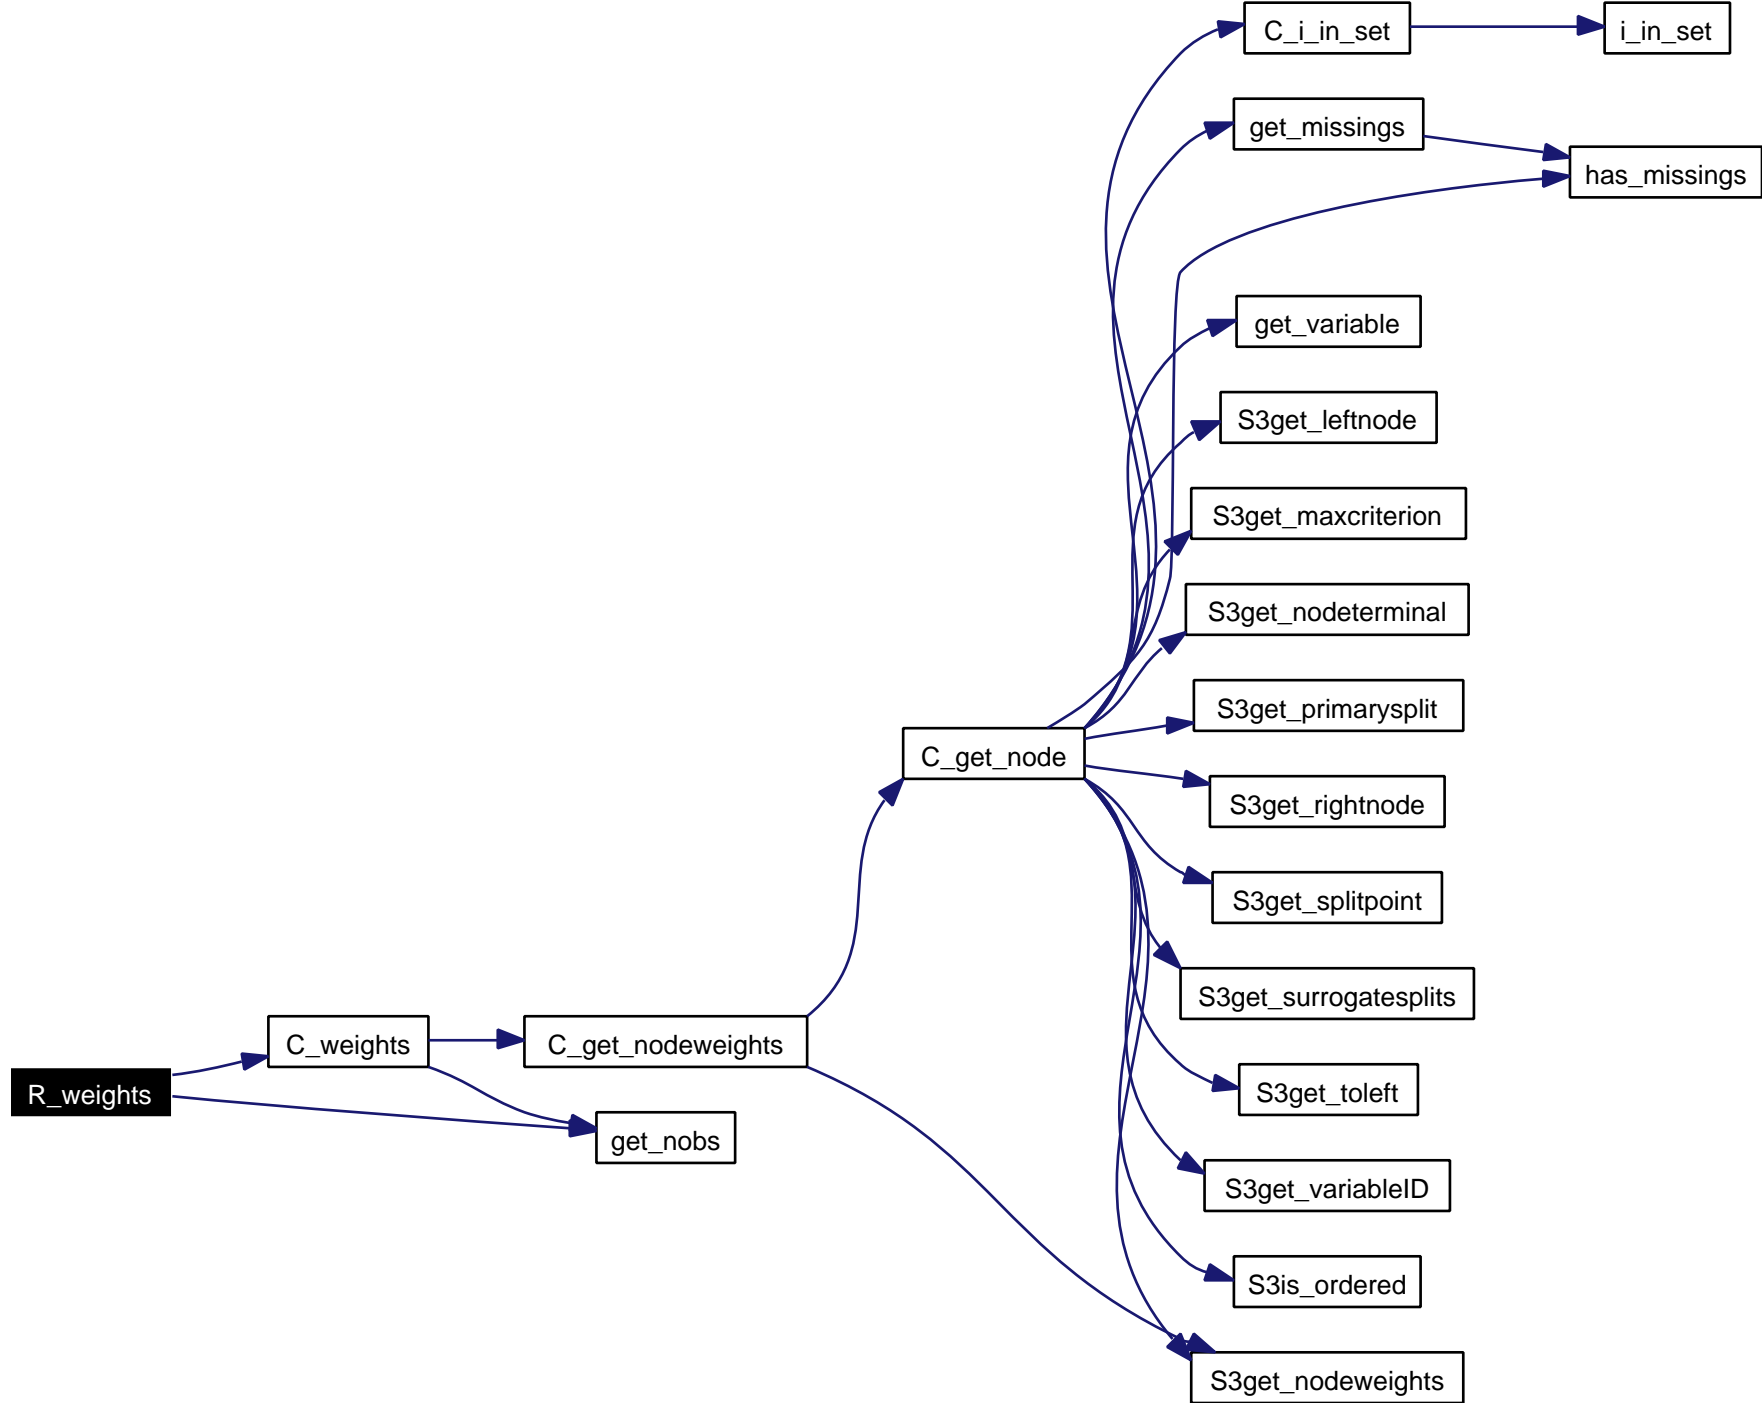 C_i_in_set
i_in_set
get_missings
has_missings
get_variable
S3get_leftnode
S3get_maxcriterion
S3get_nodeterminal
S3get_primarysplit
C_get_node
S3get_rightnode
S3get_splitpoint
S3get_surrogatesplits
C_weights
C_get_nodeweights
R_weights
S3get_toleft
get_nobs
S3get_variableID
S3is_ordered
S3get_nodeweights